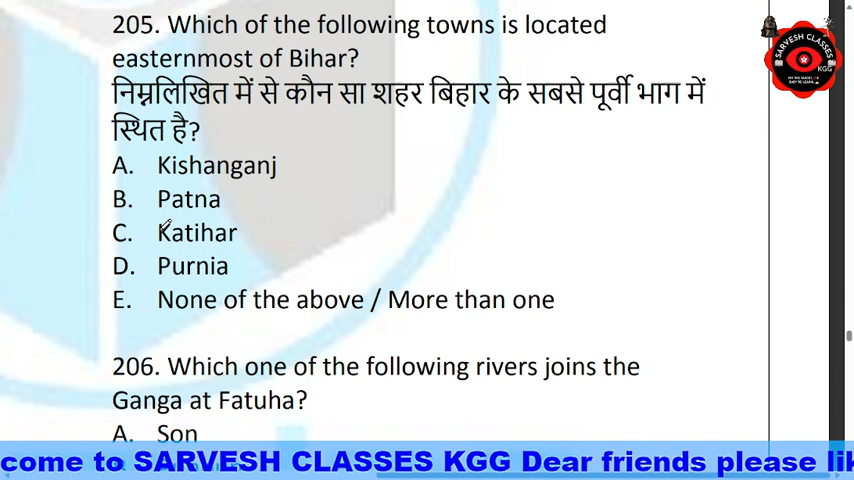 205. Which of the following towns is located
easternmost of Bihar?
निम्नलिखित में से कौन सा शहर बिहार के सबसे पूर्वी भाग में
स्थित है?
A. Kishanganj
B. Patna
C. Katihar
D. Purnia
E. None of the above / More than one
206. Which one of the following rivers joins the
Ganga at Fatuha?
A. Son
come to SARVESH CLASSES KGG Dear friends please lik
SARVESH CLASSES
KGG